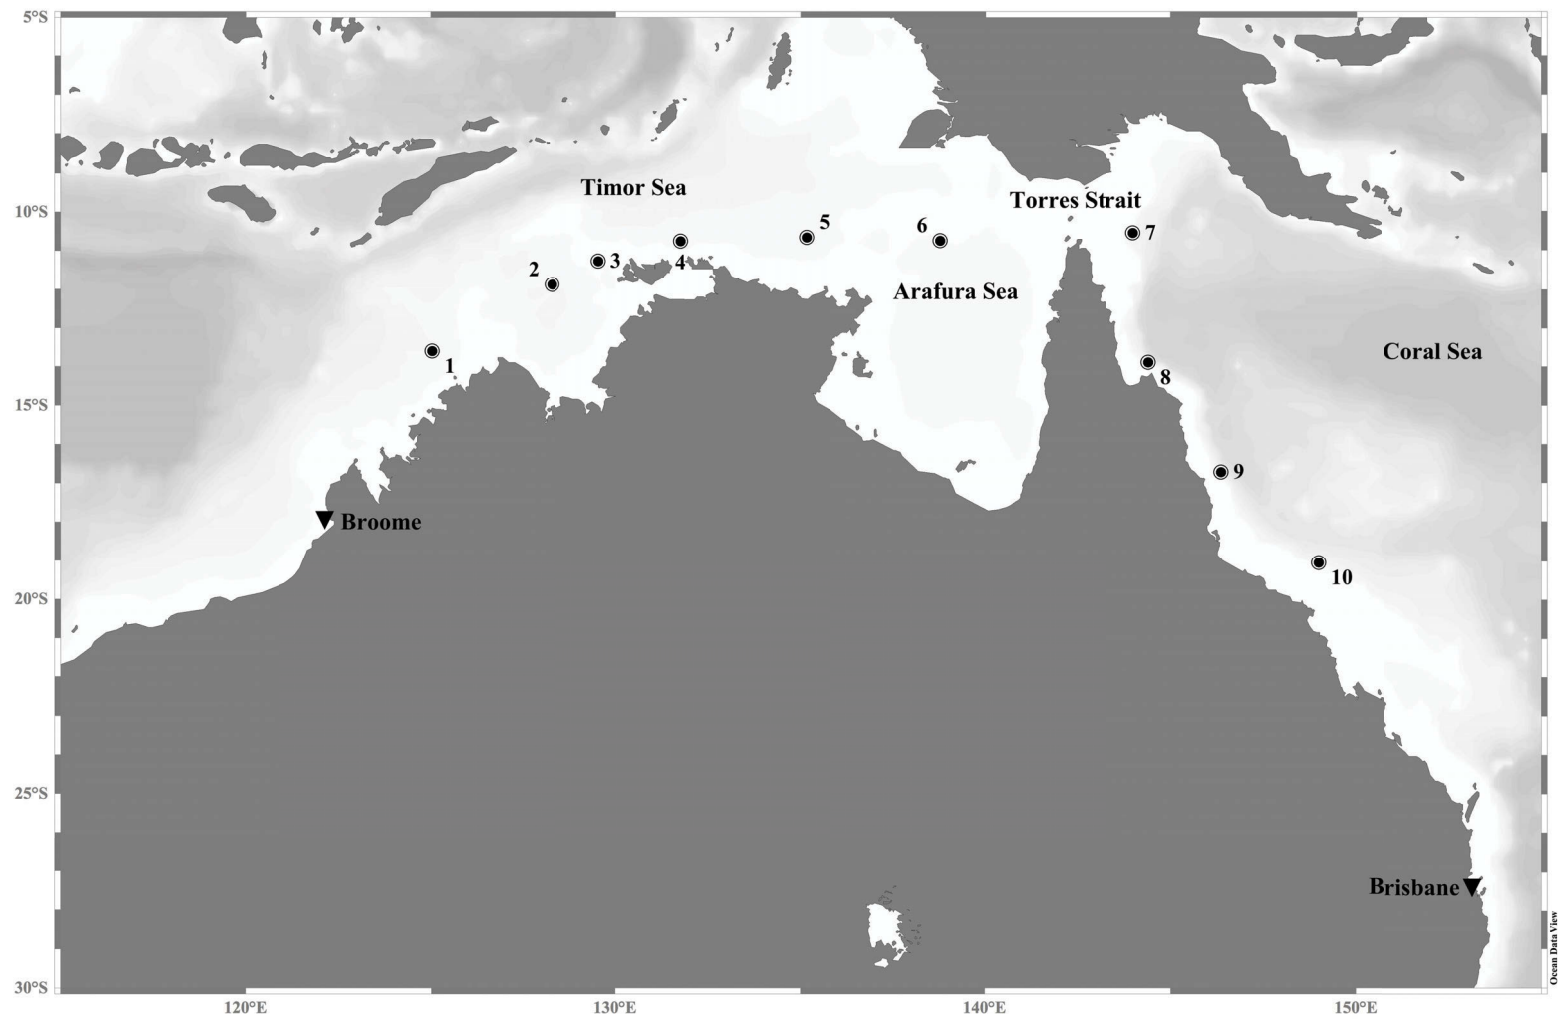 5°S
Timor Sea
Torres Strait
10°S
5
6
7
2
3
4
Arafura Sea
Coral Sea
1
8
15°S
9
Broome
10
20°S
25°S
Brisbane
Ocean Data View
30°S
120°E
130°E
140°E
150°E